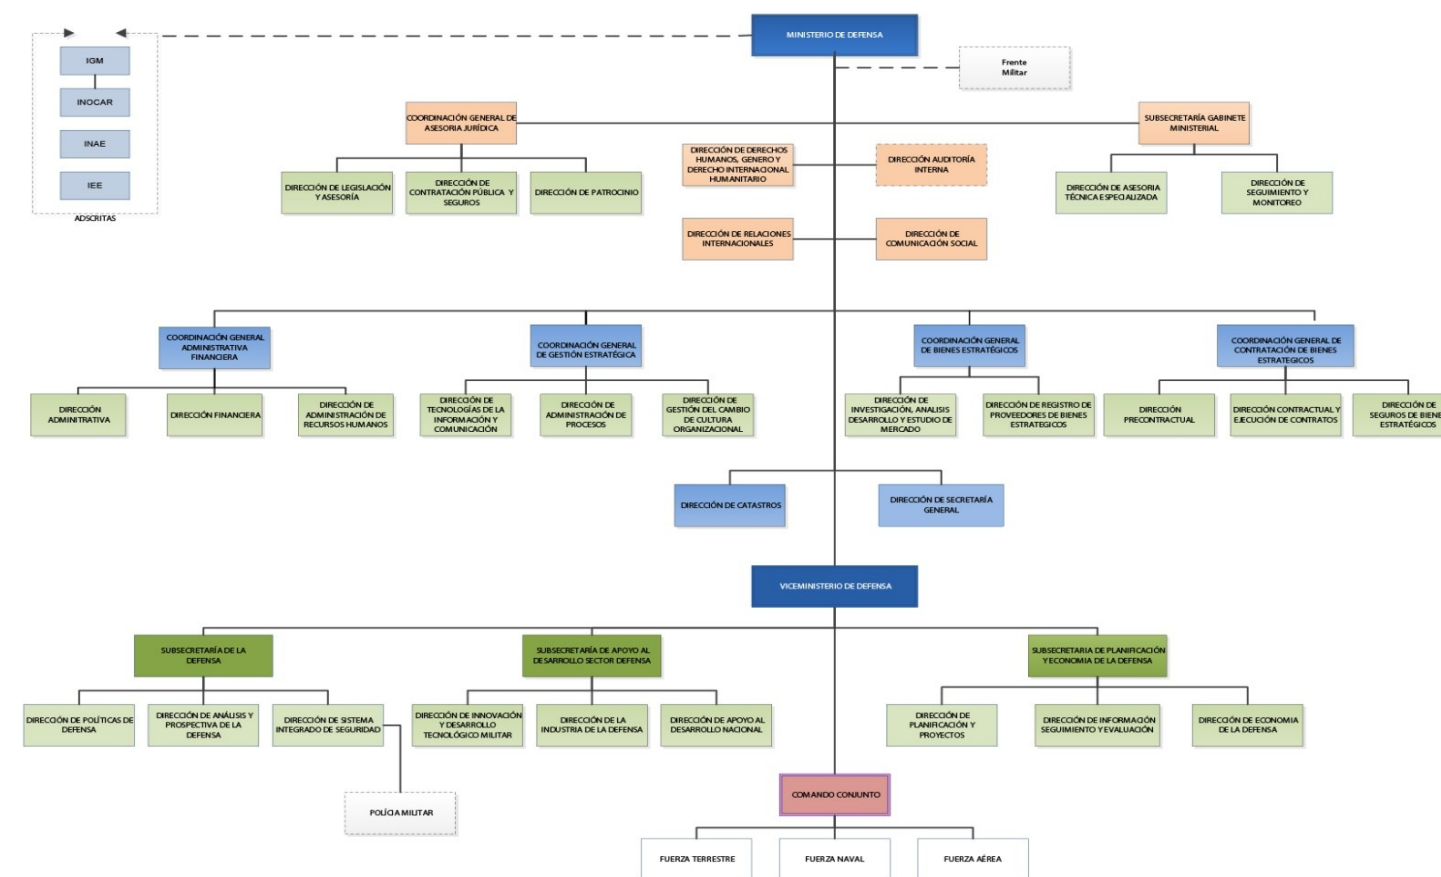 MINISTERIO DE DEFENSA
Frente
Militar
IGM
INOCAR
INAE
IEE
ADSCRITAS
COORDINACIÓN GENERAL DE
ASESORIA JURÍDICA
SUBSECRETARÍA GABINETE
MINISTERIAL
DIRECCIÓN DE LEGISLACIÓN
Y ASESORÍA
DIRECCIÓN DE
CONTRATACIÓN PÚBLICA Y
SEGUROS
DIRECCIÓN DE PATROCINIO
DIRECCIÓN DE DERECHOS
HUMANOS, GENERO Y
DERECHO INTERNACIONAL
HUMANITARIO
DIRECCIÓN AUDITORÍA
INTERNA
DIRECCIÓN DE ASESORIA
TÉCNICA ESPECIALIZADA
DIRECCIÓN DE
SEGUIMIENTO Y
MONITOREO
DIRECCIÓN DE RELACIONES
INTERNACIONALES
DIRECCIÓN DE
COMUNICACIÓN SOCIAL
COORDINACIÓN GENERAL
ADMINISTRATIVA
FINANCIERA
COORDINACIÓN GENERAL
DE GESTIÓN ESTRATÉGICA
COORDINACIÓN GENERAL
DE BIENES ESTRATÉGICOS
COORDINACIÓN GENERAL DE
CONTRATACIÓN DE BIENES
ESTRATEGICOS
DIRECCIÓN
ADMINITRATIVA
DIRECCIÓN FINANCIERA
DIRECCIÓN DE
ADMINISTRACIÓN DE
RECURSOS HUMANOS
DIRECCIÓN DE
TECNOLOGÍAS DE LA
INFORMACIÓN Y
COMUNICACIÓN
DIRECCIÓN DE
ADMINISTRACIÓN DE
PROCESOS
DIRECCIÓN DE
GESTIÓN DEL CAMBIO
DE CULTURA
ORGANIZACIONAL
DIRECCIÓN DE
INVESTIGACIÓN, ANALISIS
DESARROLLO Y ESTUDIO DE
MERCADO
DIRECCIÓN DE REGISTRO DE
PROVEEDORES DE BIENES
ESTRATEGICOS
DIRECCIÓN
PRECONTRACTUAL
DIRECCIÓN CONTRACTUAL Y
EJECUCIÓN DE CONTRATOS
DIRECCIÓN DE
SEGUROS DE BIENE
ESTRATÉGICOS
DIRECCIÓN DE CATASTROS
DIRECCIÓN DE SECRETARÍA
GENERAL
VICEMINISTERIO DE DEFENSA
SUBSECRETARÍA DE LA
DEFENSA
SUBSECRETARÍA DE APOYO AL
DESARROLLO SECTOR DEFENSA
SUBSECRETARIA DE PLANIFICACIÓN
Y ECONOMIA DE LA DEFENSA
DIRECCIÓN DE POLÍTICAS DE
DEFENSA
DIRECCIÓN DE ANÁLISIS Y
PROSPECTIVA DE LA
DEFENSA
DIRECCIÓN DE SISTEMA
INTEGRADO DE SEGURIDAD
DIRECCIÓN DE INNOVACIÓN
Y DESARROLLO
TECNOLÓGICO MILITAR
DIRECCIÓN DE LA
INDUSTRIA DE LA DEFENSA
DIRECCIÓN DE APOYO AL
DESARROLLO NACIONAL
DIRECCIÓN DE
PLANIFICACIÓN Y
PROYECTOS
DIRECCIÓN DE INFORMACIÓN
SEGUIMIENTO Y EVALUACIÓN
DIRECCIÓN DE ECONOMIA
DE LA DEFENSA
POLÍCIA MILITAR
COMANDO CONJUNTO
FUERZA TERRESTRE
FUERZA NAVAL
FUERZA AÉREA